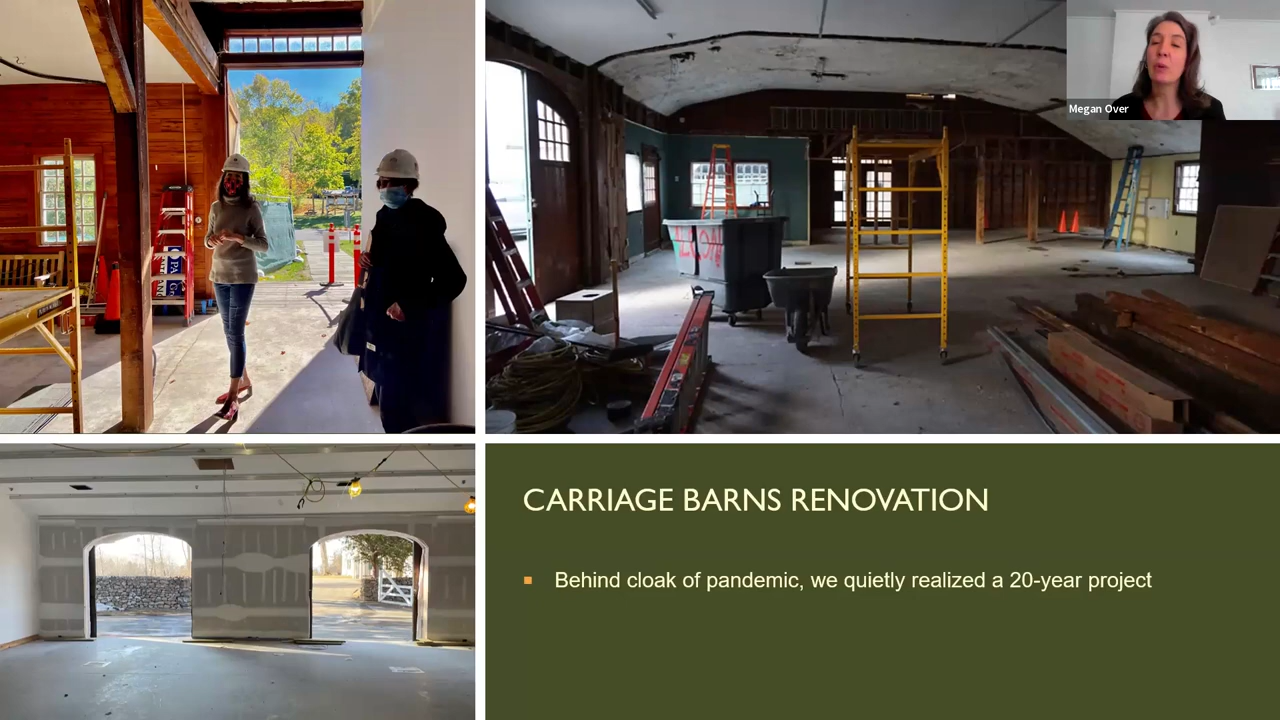 Megan Over
CARRIAGE BARNS RENOVATION
Behind cloak of pandemic, we quietly realized a 20-year project